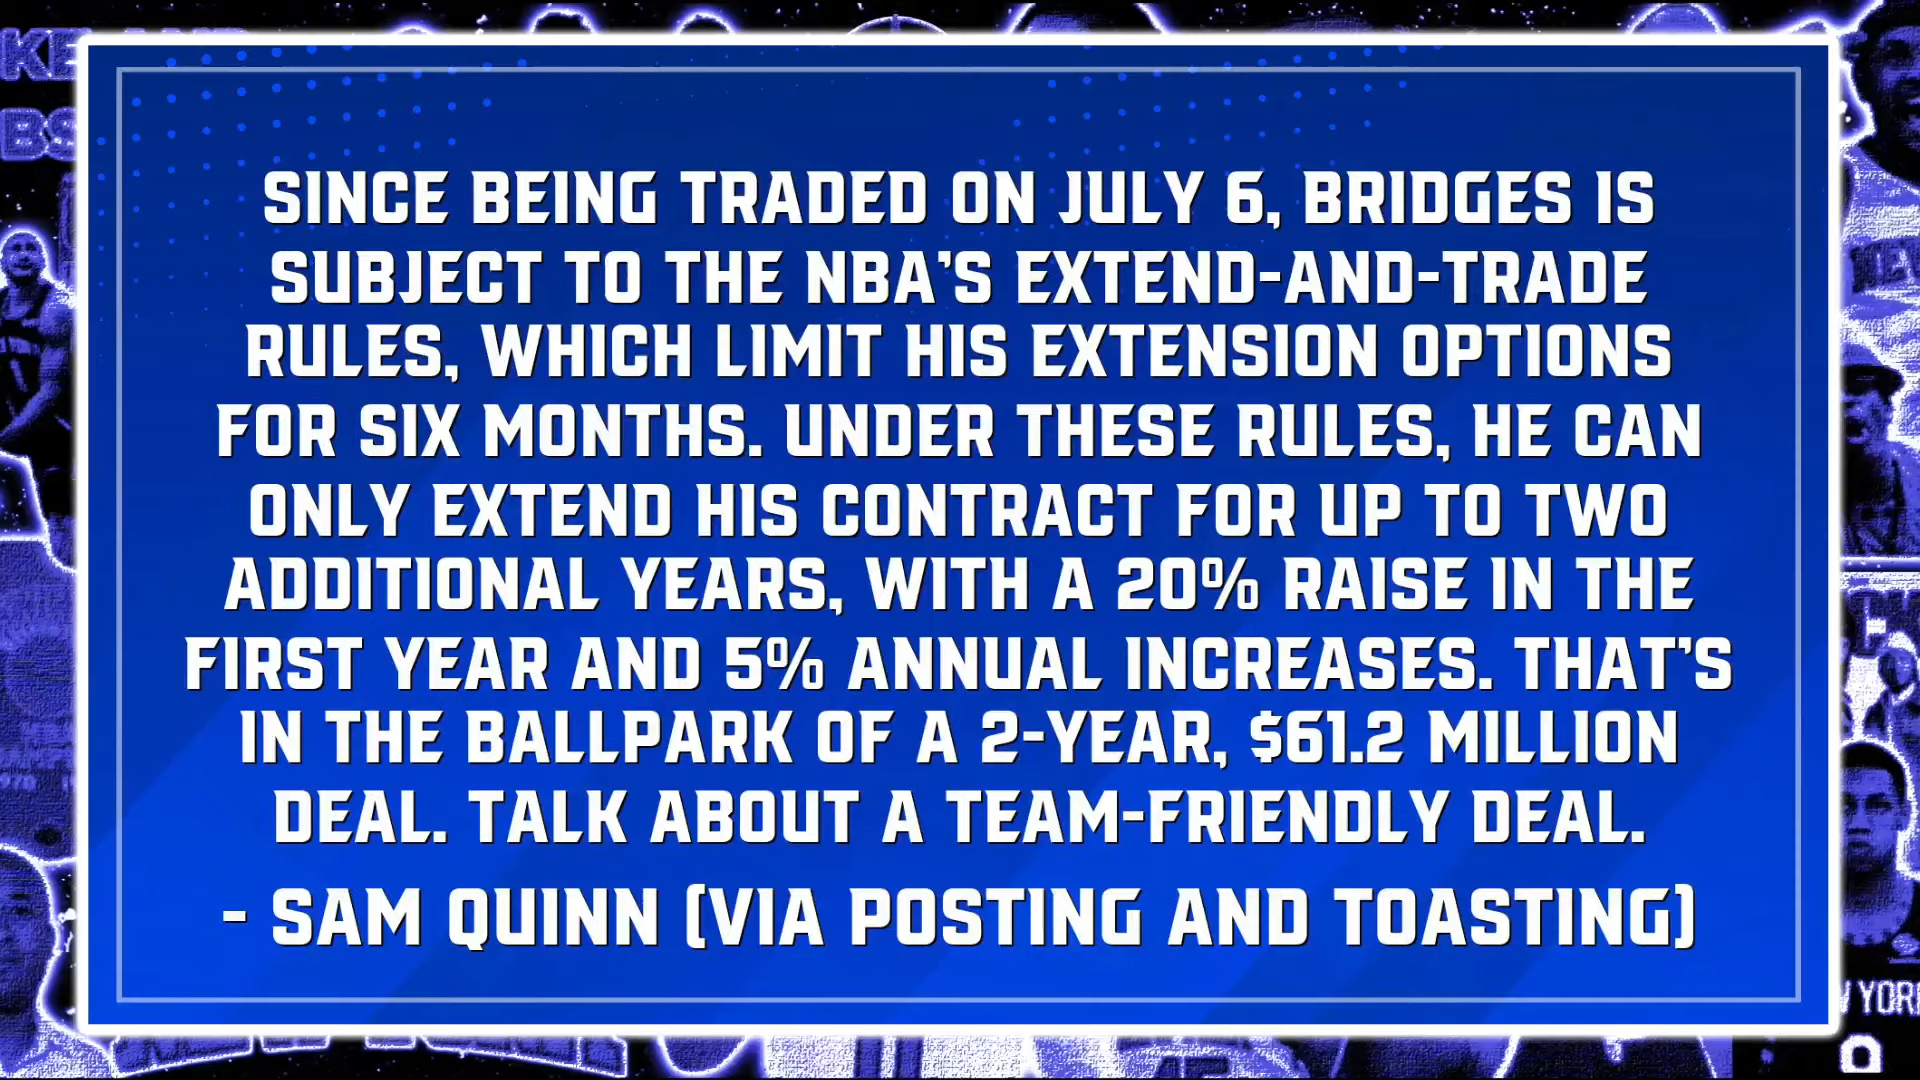 SINCE BEING TRADED ON JULY 6, BRIDGES IS
SUBJECT TO THE NBA'S EXTEND-AND-TRADE
RULES, WHICH LIMIT HIS EXTENSION OPTIONS
FOR SIX MONTHS. UNDER THESE RULES, HE CAN
ONLY EXTEND HIS CONTRACT FOR UP TO TWO
ADDITIONAL YEARS, WITH A 20% RAISE IN THE
FIRST YEAR AND 5% ANNUAL INCREASES. THAT'S
IN THE BALLPARK OF A 2-YEAR, $61.2 MILLION
DEAL. TALK ABOUT A TEAM-FRIENDLY DEAL.
- SAM QUINN (VIA POSTING AND TOASTING)